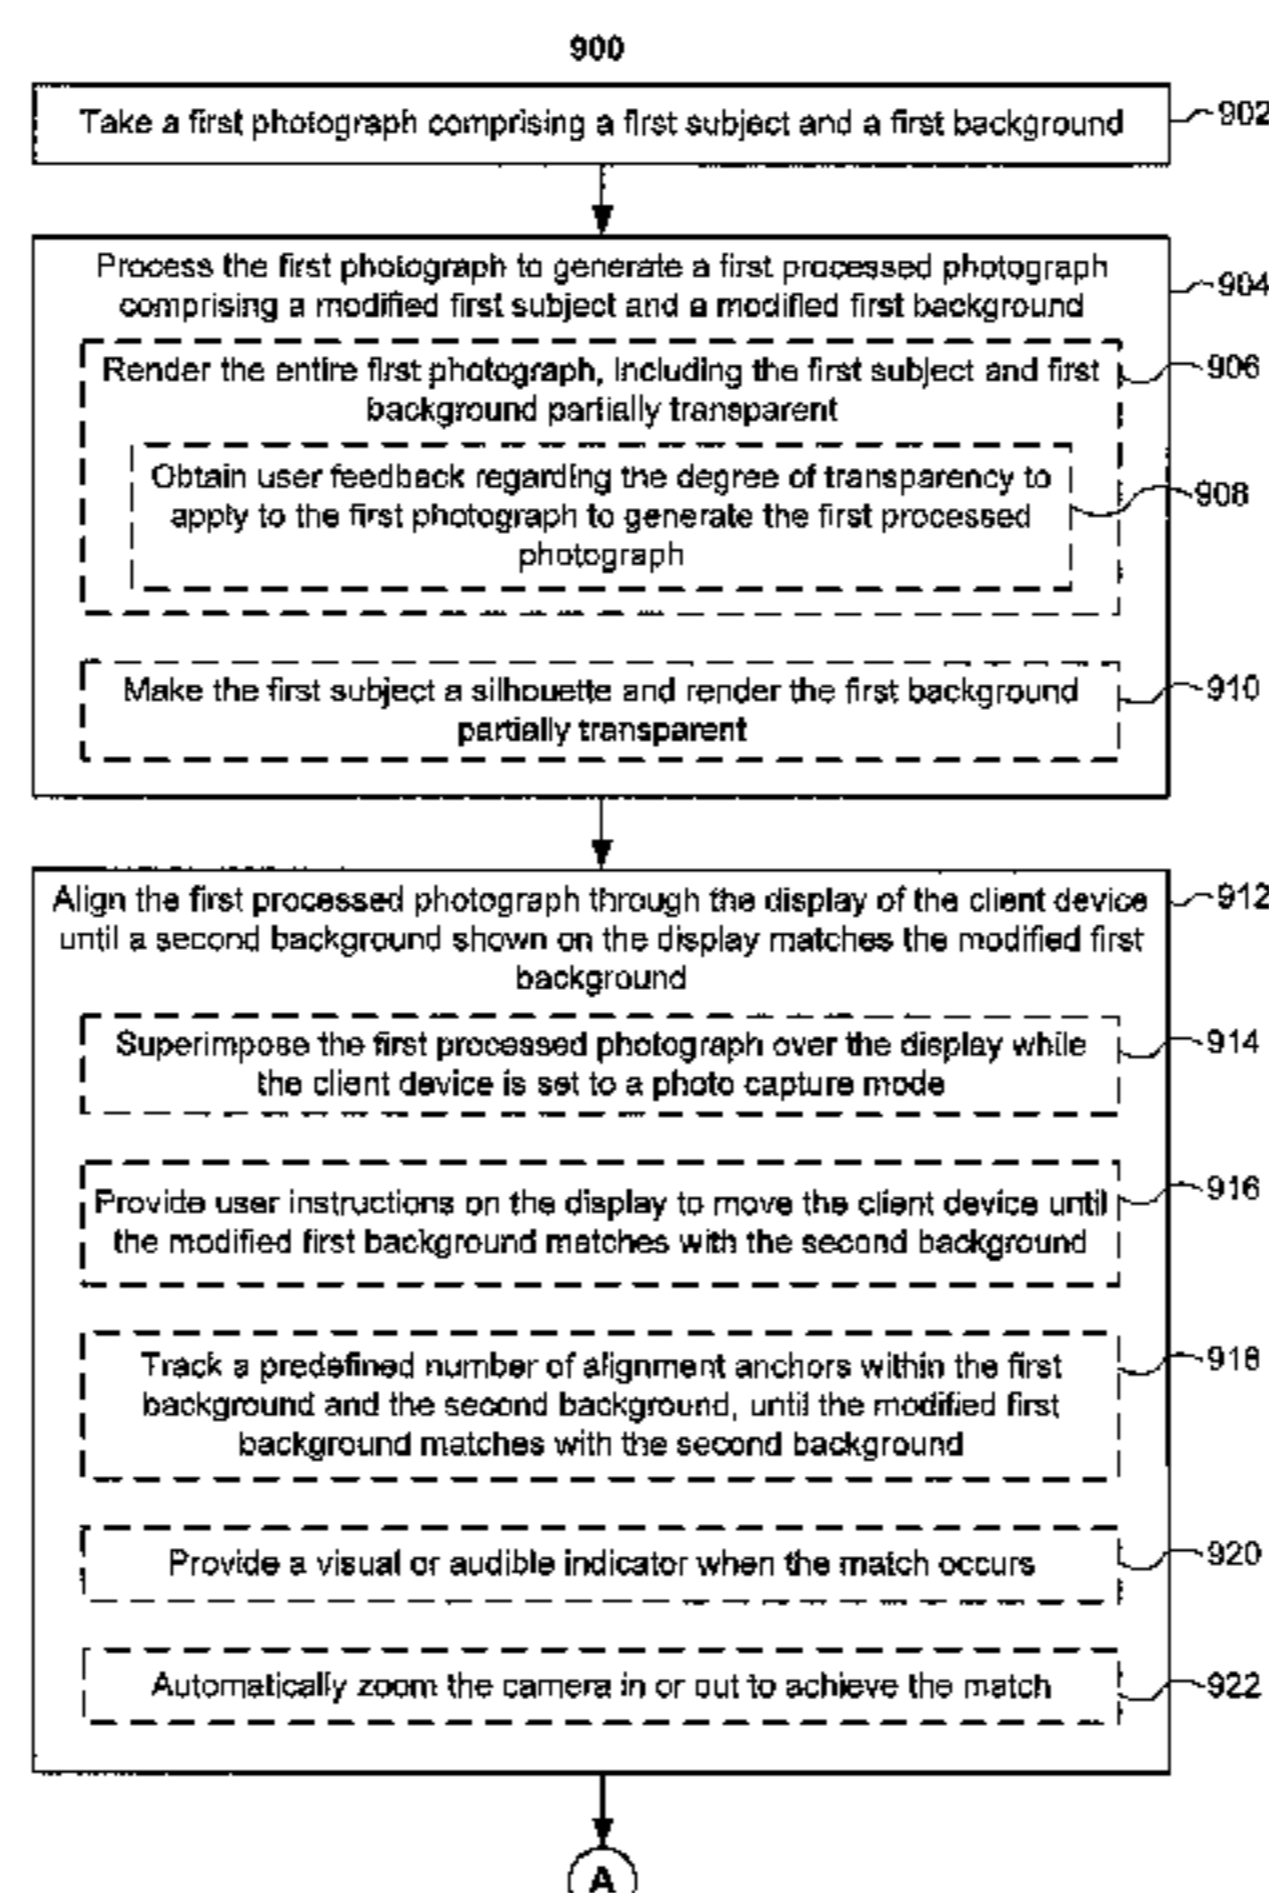 900
Take a first photograph comprising a first subject and a first background
902
Process the first photograph to generate a first processed photograph
comprising a modified first subject and a modified first background
904
Render the entire first photograph, including the first subject and first
background partially transparent
906
Obtain user feedback regarding the degree of transparency to
apply to the first photograph to generate the first processed
photograph
908
Make the first subject a silhouette and render the first background
partially transparent
910
Align the first processed photograph through the display of the client device
until a second background shown on the display matches the modified first
background
912
Superimpose the first processed photograph over the display while
the client device is set to a photo capture mode
914
Provide user instructions on the display to move the client device until
the modified first background matches with the second background
916
Track a predefined number of alignment anchors within the first
background and the second background, until the modified first
background matches with the second background
918
Provide a visual or audible indicator when the match occurs
920
Automatically zoom the camera in or out to achieve the match
922
A